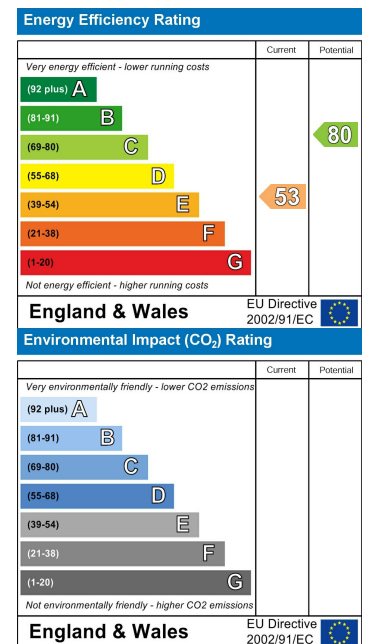 Energy Efficiency Rating
Current Potential
Very energy efficient - lower running costs
(92 plus) A
(81-91) B
(69-80) C
80
(55-68) D
(39-54) E
53
(21-38) F
(1-20) G
Not energy efficient - higher running costs
England & Wales
EU Directive
2002/91/EC
Environmental Impact (CO₂) Rating
Current Potential
Very environmentally friendly - lower CO2 emissions
(92 plus) A
(81-91) B
(69-80) C
(55-68) D
(39-54) E
(21-38) F
(1-20) G
Not environmentally friendly - higher CO2 emissions
England & Wales
EU Directive
2002/91/EC